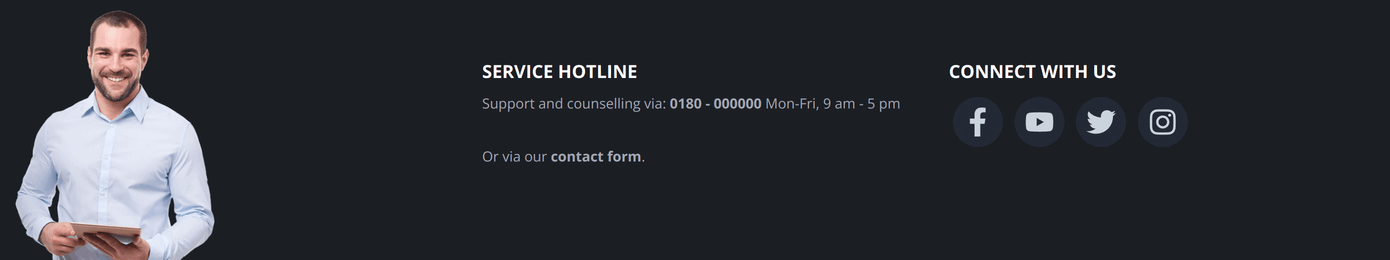 SERVICE HOTLINE
Support and counselling via: 0180 - 000000 Mon-Fri, 9 am - 5 pm
Or via our contact form.
CONNECT WITH US